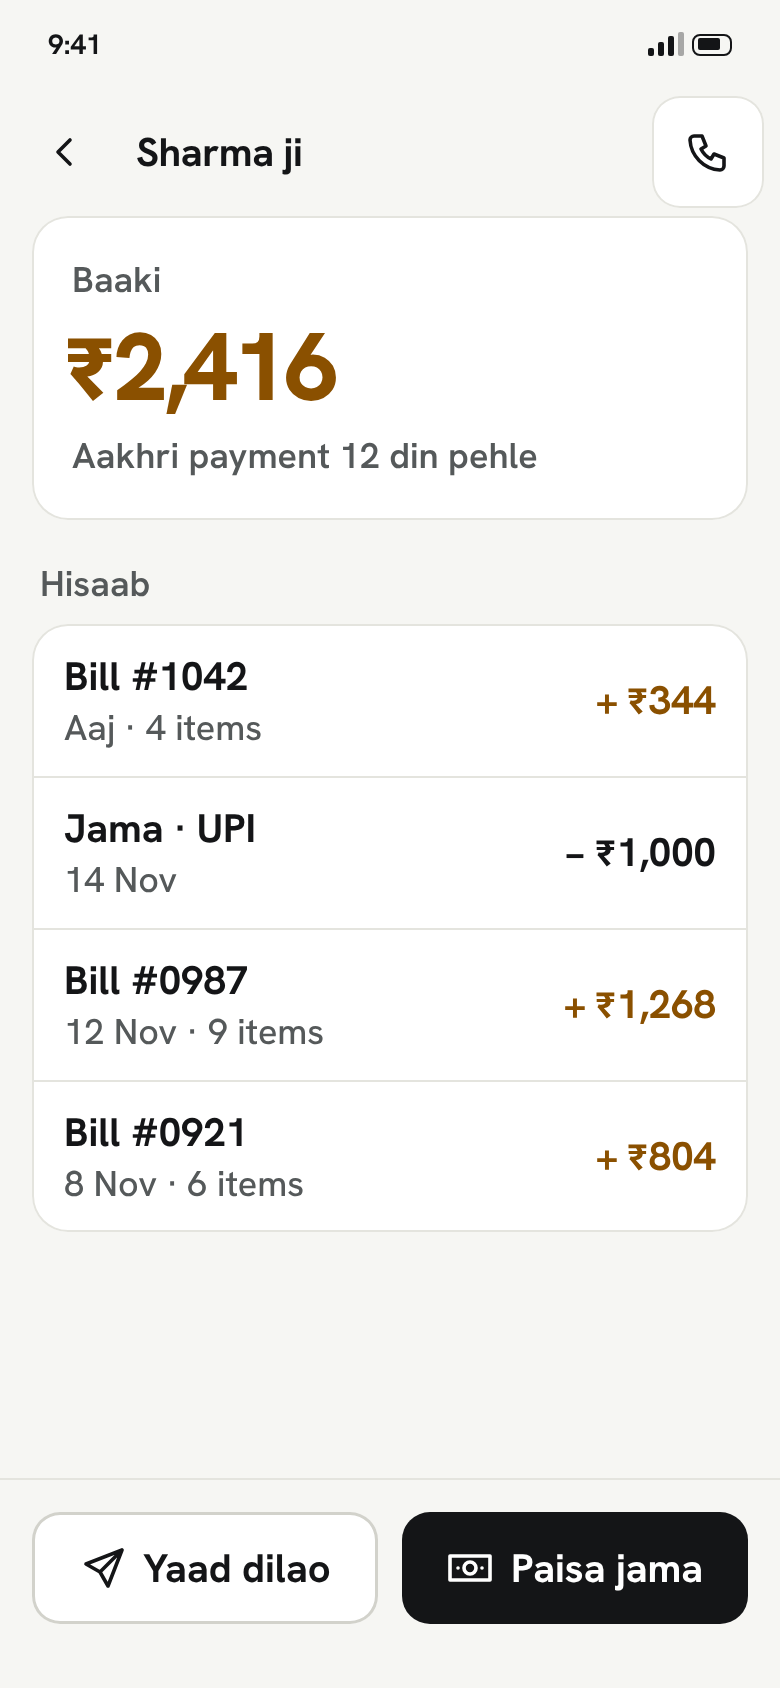 9:41
Sharma ji
Baaki
₹2,416
Aakhri payment 12 din pehle
Hisaab
Bill #1042
+ ₹344
Aaj · 4 items
Jama · UPI
– ₹1,000
14 Nov
Bill #0987
+ ₹1,268
12 Nov · 9 items
Bill #0921
+ ₹804
8 Nov · 6 items
Yaad dilao
Paisa jama